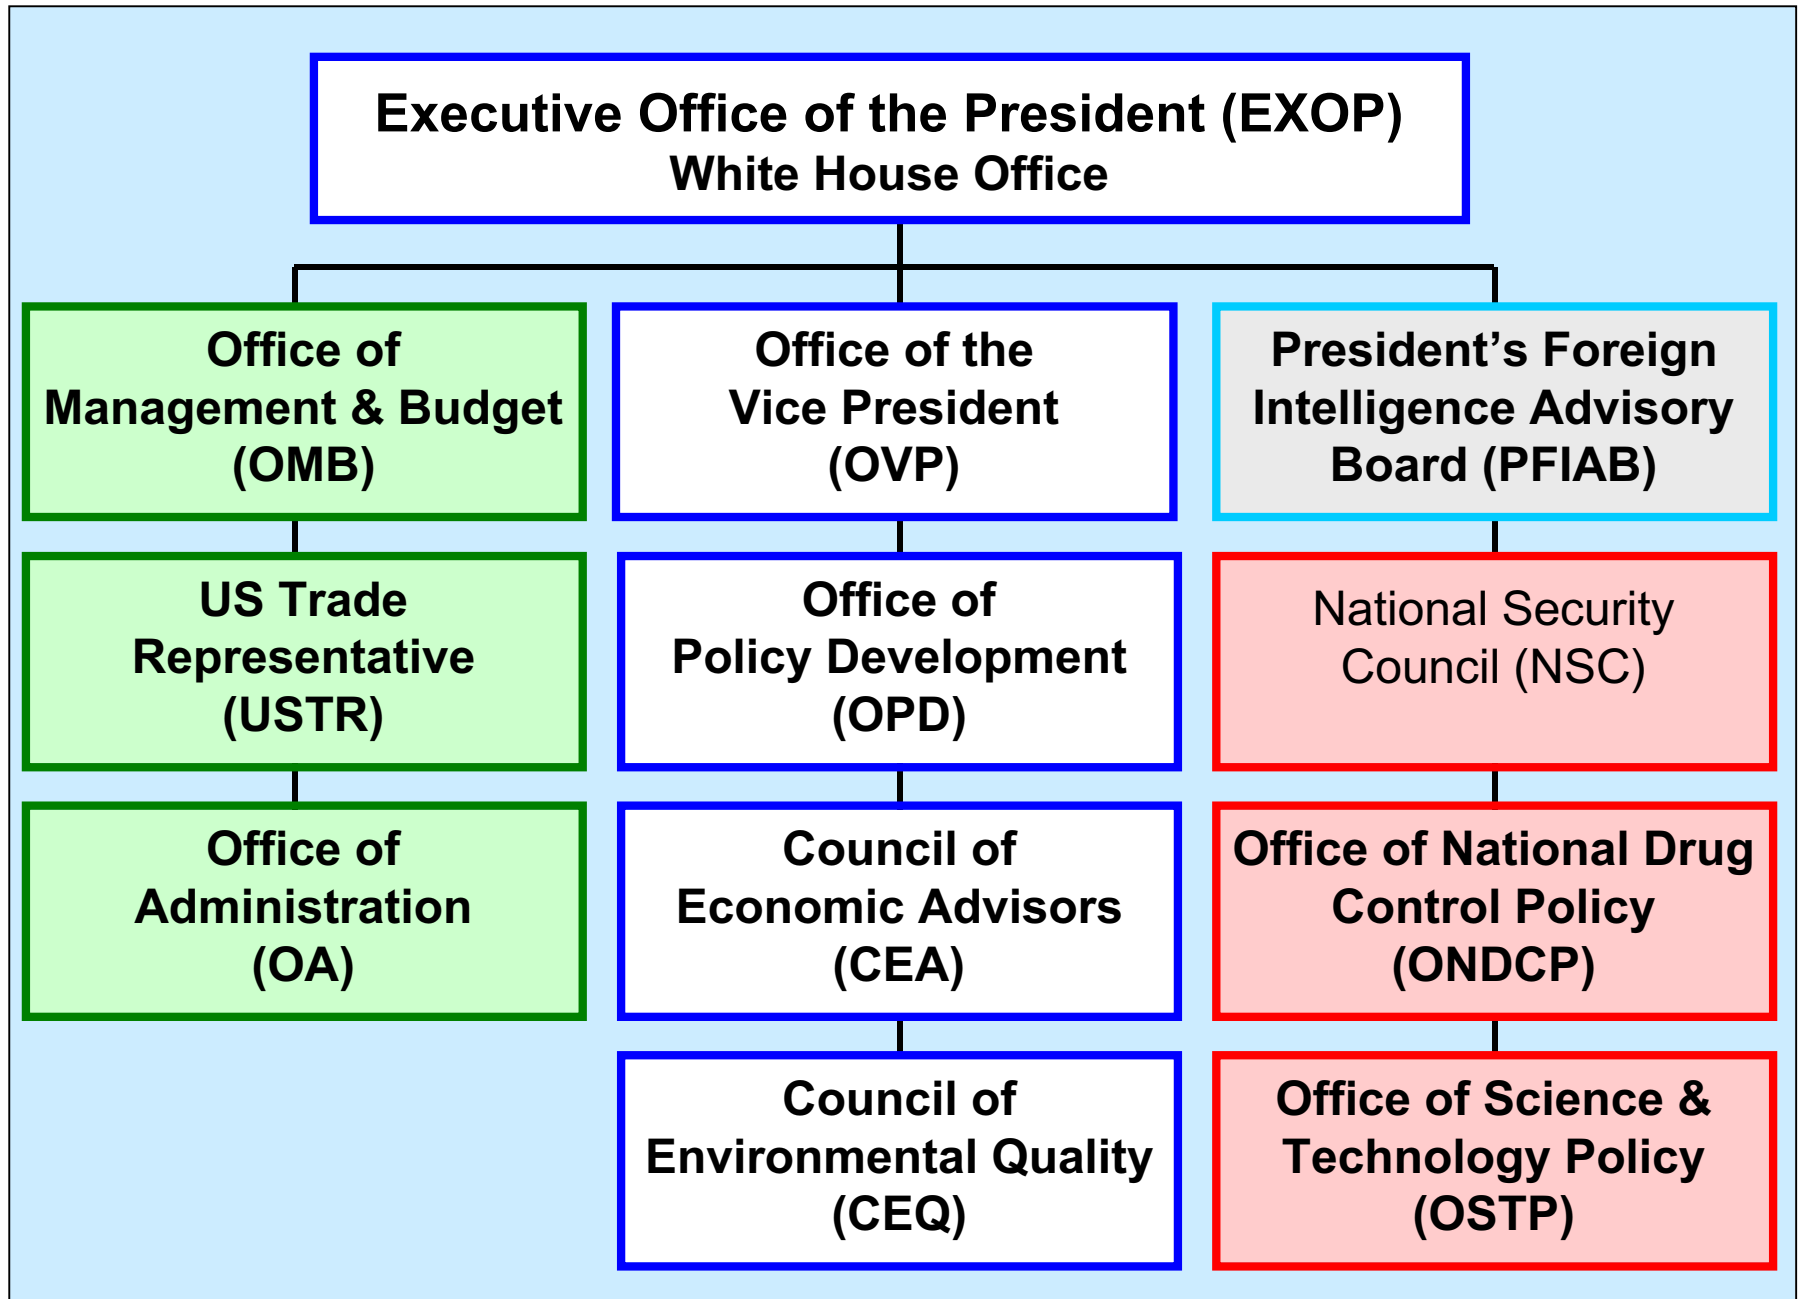 Executive Office of the President (EXOP)
White House Office
Office of
Management & Budget
(OMB)
Office of the
Vice President
(OVP)
President’s Foreign
Intelligence Advisory
Board (PFIAB)
US Trade
Representative
(USTR)
Office of
Policy Development
(OPD)
National Security
Council (NSC)
Office of
Administration
(OA)
Council of
Economic Advisors
(CEA)
Office of National Drug
Control Policy
(ONDCP)
Council of
Environmental Quality
(CEQ)
Office of Science &
Technology Policy
(OSTP)